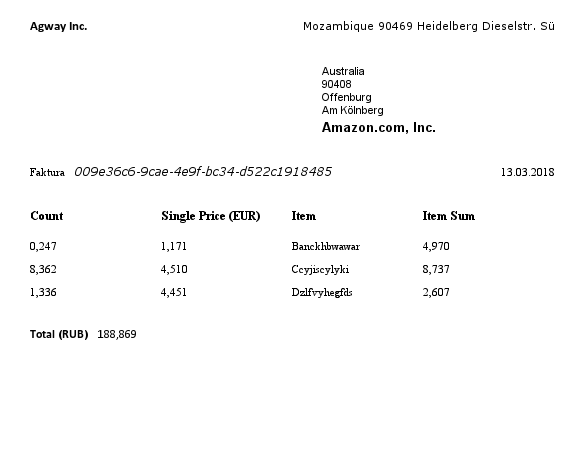 Agway Inc. Mozambique 90469 Heidelberg Dieselstr. Sü
Australia
90408
Offenburg
Am Kölnberg
Amazon.com, Inc.
Faktura 009e36c6-9cae-4e9f-bc34-d522c1918485 13.03.2018
Count Single Price (EUR) Item Item Sum
0,247 1,171 Banckhbwawar 4,970
8,362 4,510 Ccyjiscylyki 8,737
1,336 4,451 Dzlfvyhegfds 2,607
Total (RUB) 188,869